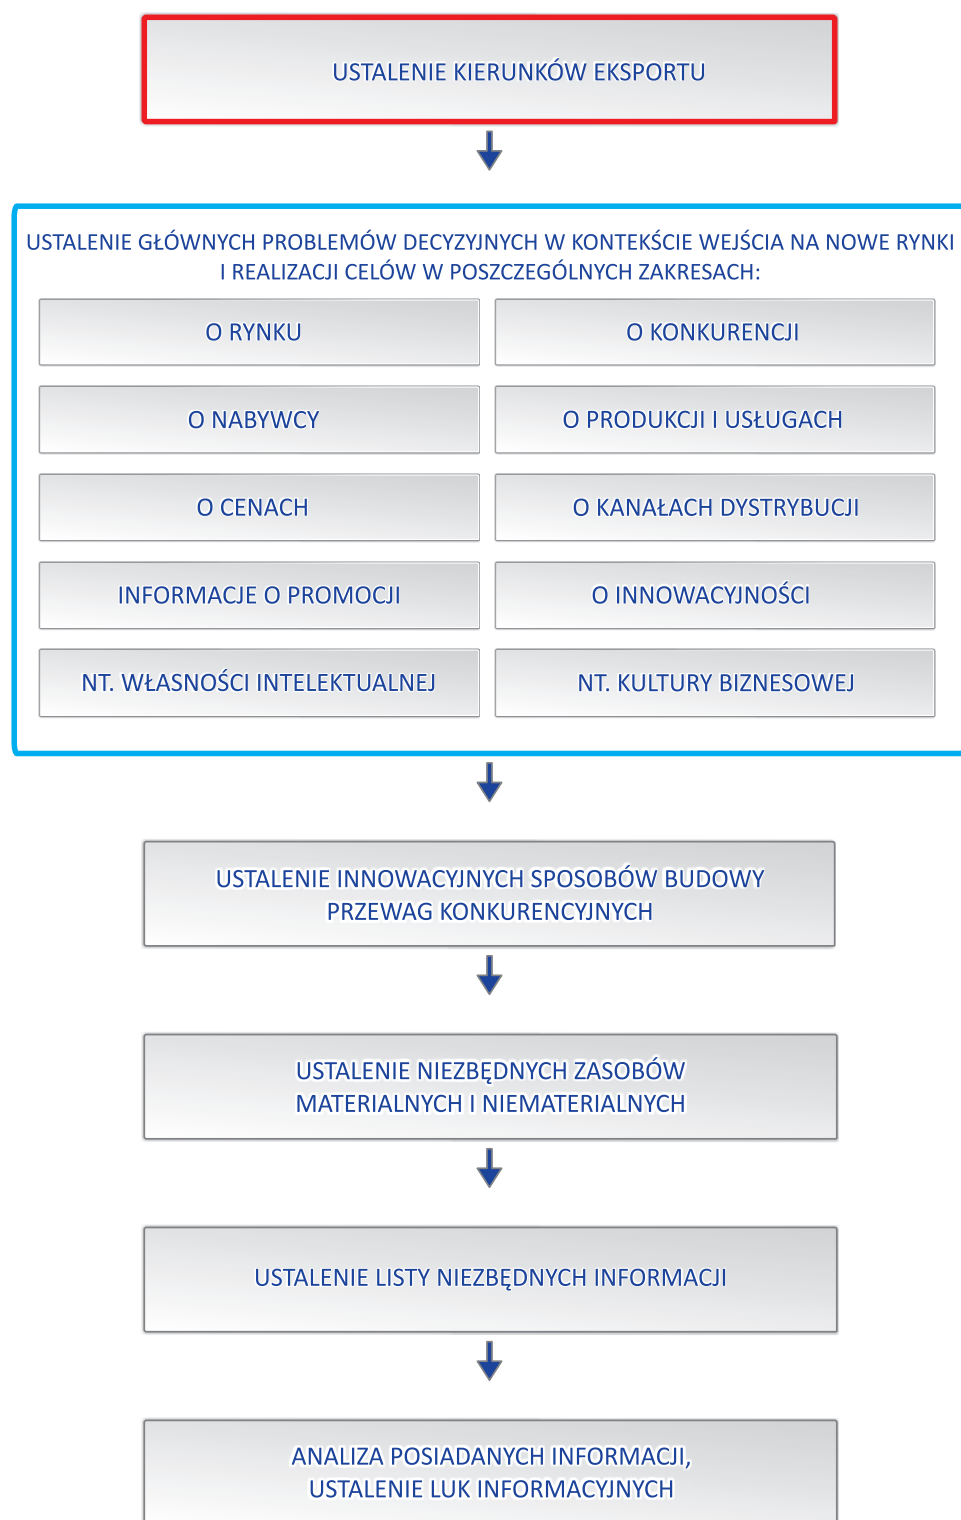 USTALENIE KIERUNKÓW EKSPORTU
USTALENIE GŁÓWNYCH PROBLEMÓW DECYZYJNYCH W KONTEKŚCIE WEJŚCIA NA NOWE RYNKI
I REALIZACJI CELÓW W POSZCZEGÓLNYCH ZAKRESACH:
O RYNKU
O KONKURENCJI
O NABYWCY
O PRODUKCJI I USŁUGACH
O CENACH
O KANAŁACH DYSTRYBUCJI
INFORMACJE O PROMOCJI
O INNOWACYJNOŚCI
NT. WŁASNOŚCI INTELEKTUALNEJ
NT. KULTURY BIZNESOWEJ
USTALENIE INNOWACYJNYCH SPOSOBÓW BUDOWY
PRZEWAG KONKURENCYJNYCH
USTALENIE NIEZBĘDNYCH ZASOBÓW
MATERIALNYCH I NIEMATERIALNYCH
USTALENIE LISTY NIEZBĘDNYCH INFORMACJI
ANALIZA POSIADANYCH INFORMACJI,
USTALENIE LUK INFORMACYJNYCH